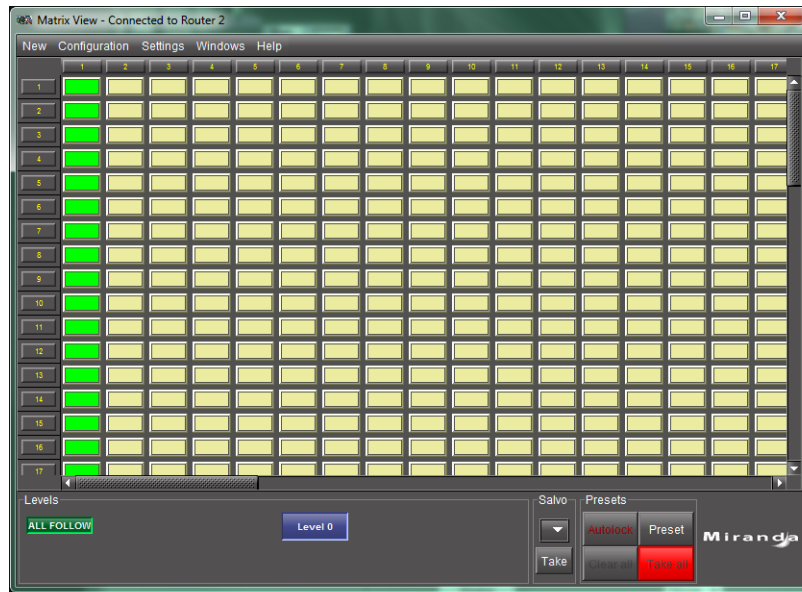 Matrix View - Connected to Router 2
New Configuration Settings Windows Help
1 2 3 4 5 6 7 8 9 10 11 12 13 14 15 16 17
1
2
3
4
5
6
7
8
9
10
11
12
13
14
15
16
17
Levels Salvo Presets
ALL FOLLOW Level 0 Autolock Preset
Miranda
Take Clear all Take all